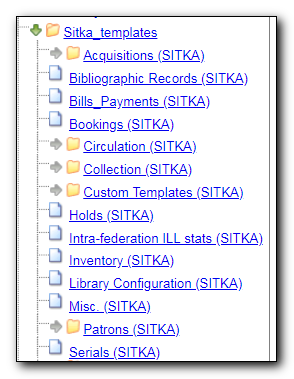 Sitka_templates
Acquisitions (SITKA)
Bibliographic Records (SITKA)
Bills_Payments (SITKA)
Bookings (SITKA)
Circulation (SITKA)
Collection (SITKA)
Custom Templates (SITKA)
Holds (SITKA)
Intra-federation ILL stats (SITKA)
Inventory (SITKA)
Library Configuration (SITKA)
Misc. (SITKA)
Patrons (SITKA)
Serials (SITKA)